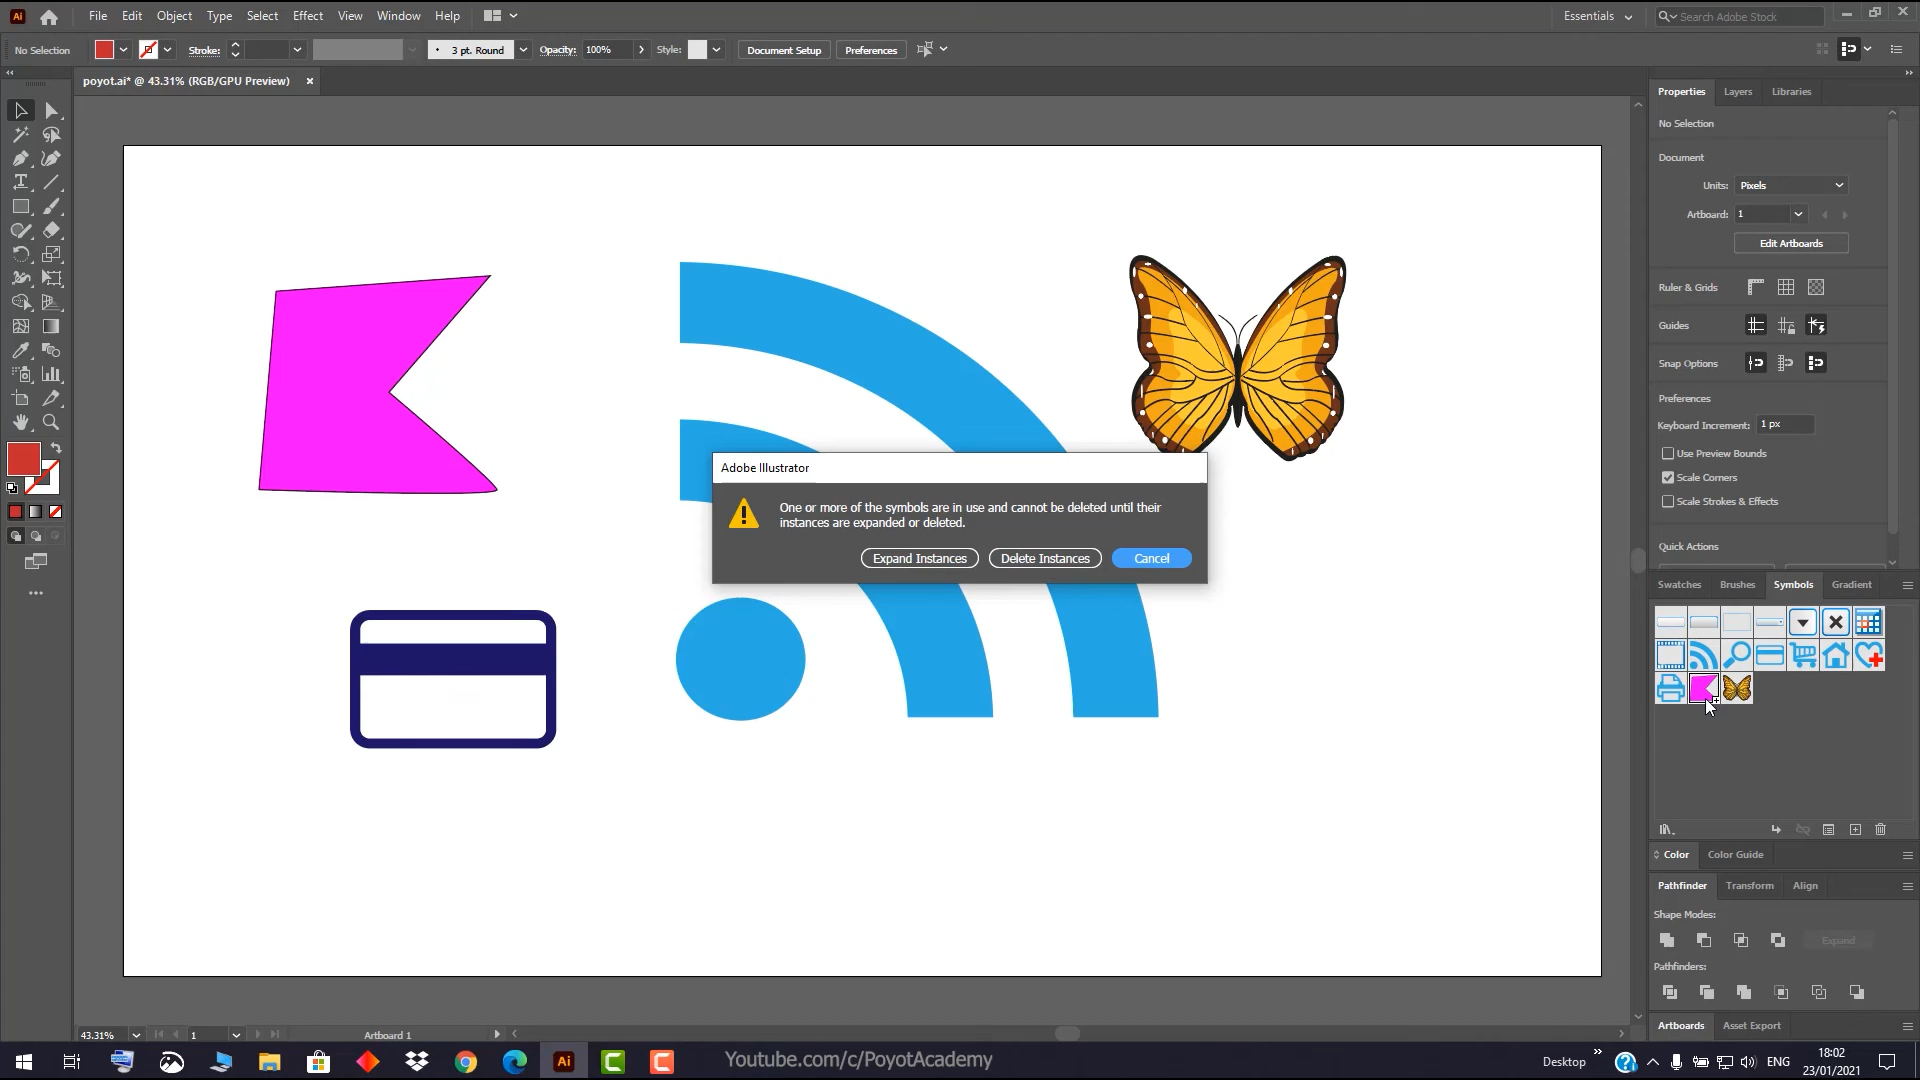 Ai File Edit Object Type Select Effect View Window Help Essentials Search Adobe Stock
No Selection Stroke: 3 pt. Round Opacity: 100% Style: Document Setup Preferences
poyot.ai* @ 43.31% (RGB/GPU Preview) ×
Properties Layers Libraries
No Selection
Document
Units: Pixels
Artboard: 1
Edit Artboards
Ruler & Grids
Guides
Snap Options
Preferences
Keyboard Increment: 1 px
Use Preview Bounds
Scale Corners
Scale Strokes & Effects
Quick Actions
Adobe Illustrator
One or more of the symbols are in use and cannot be deleted until their
instances are expanded or deleted.
Expand Instances Delete Instances Cancel
Swatches Brushes Symbols Gradient
Color Color Guide
Pathfinder Transform Align
Shape Modes:
Expand
Pathfinders:
Artboards Asset Export
43.31% 1 Artboard 1
Ai Youtube.com/c/PoyotAcademy Desktop ENG 18:02
23/01/2021